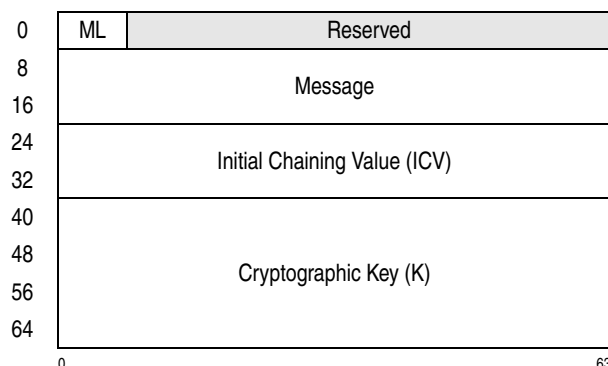 0 ML Reserved
8
Message
16
24
Initial Chaining Value (ICV)
32
40
48
Cryptographic Key (K)
56
64
0 63